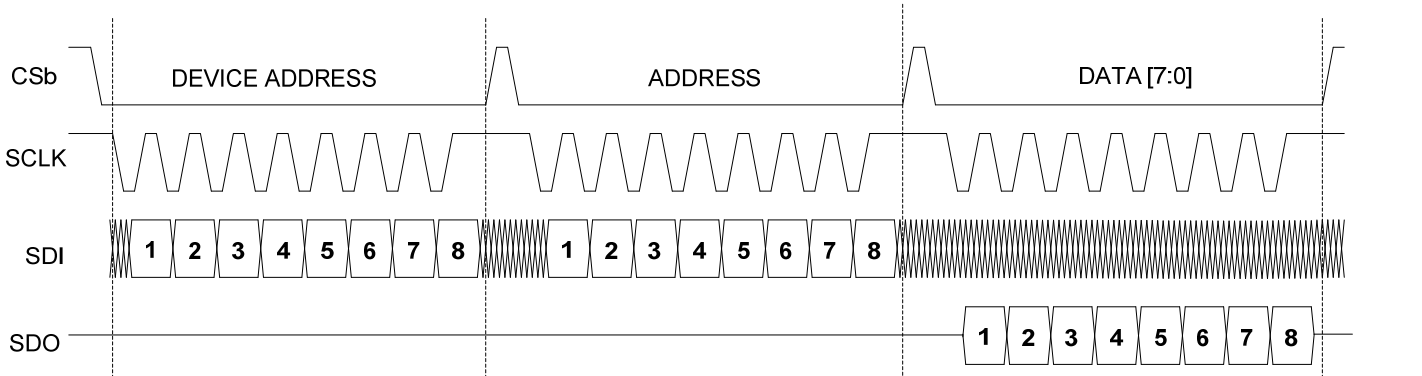 CSb DEVICE ADDRESS ADDRESS DATA [7:0]
SCLK
SDI 1 2 3 4 5 6 7 8 1 2 3 4 5 6 7 8
SDO 1 2 3 4 5 6 7 8